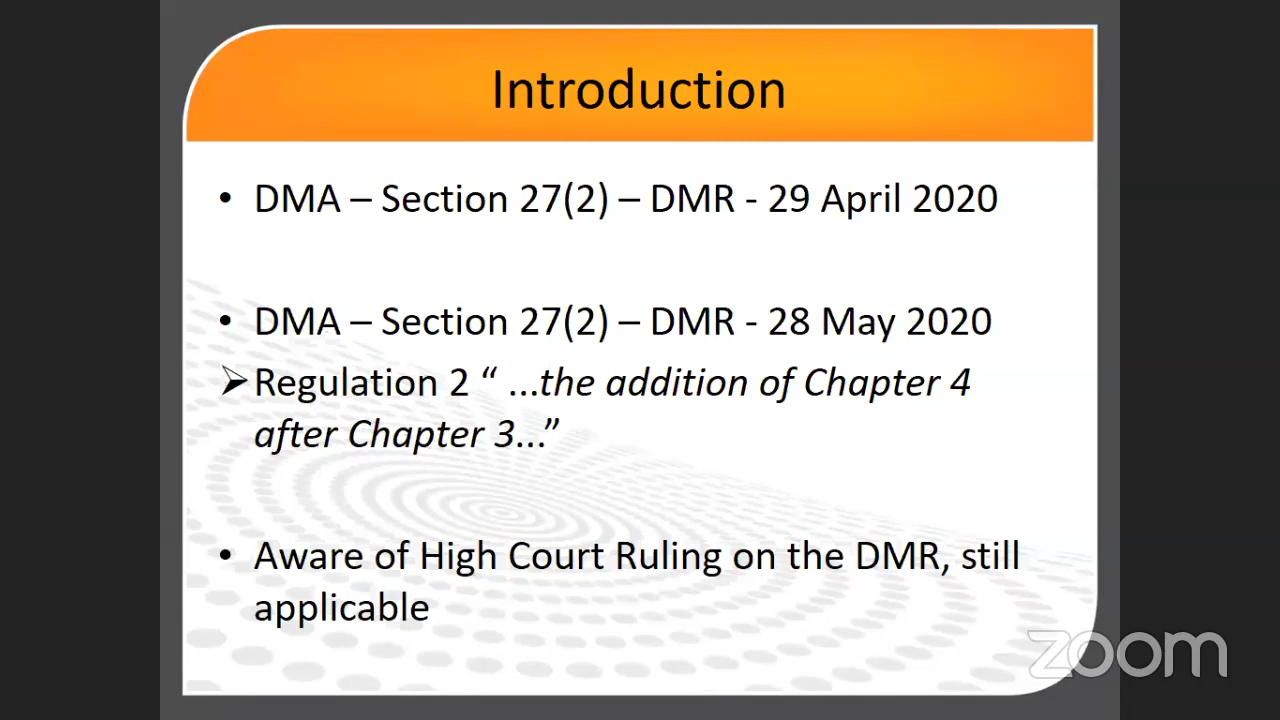 Introduction
• DMA – Section 27(2) – DMR - 29 April 2020
• DMA – Section 27(2) – DMR - 28 May 2020
➢ Regulation 2 “ ...the addition of Chapter 4
after Chapter 3...”
• Aware of High Court Ruling on the DMR, still
applicable
zoom